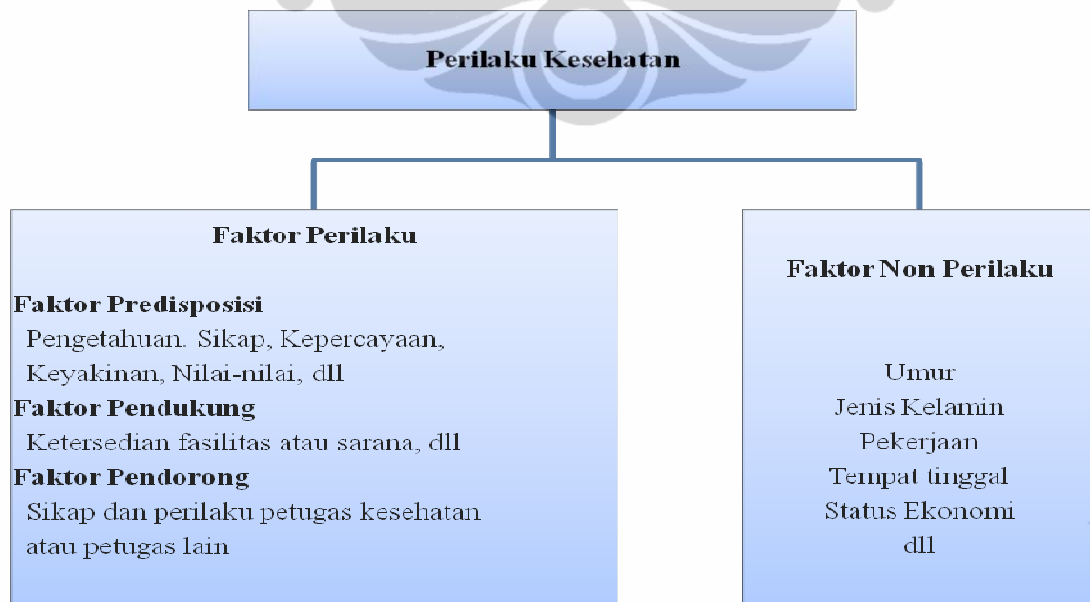 Perilaku Kesehatan
Faktor Perilaku
Faktor Predisposisi
Pengetahuan. Sikap, Kepercayaan,
Keyakinan, Nilai-nilai, dll
Faktor Pendukung
Ketersedian fasilitas atau sarana, dll
Faktor Pendorong
Sikap dan perilaku petugas kesehatan
atau petugas lain
Faktor Non Perilaku
Umur
Jenis Kelamin
Pekerjaan
Tempat tinggal
Status Ekonomi
dll